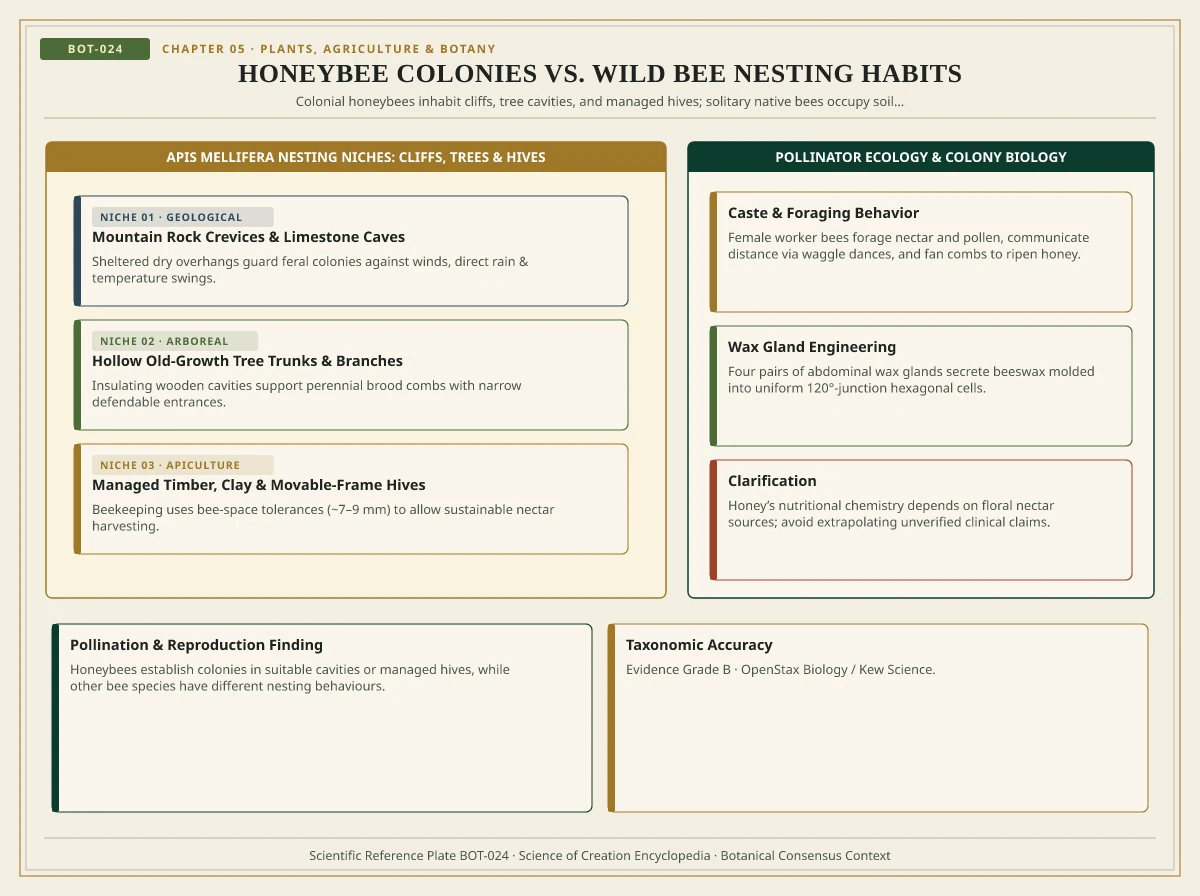 BOT-024
CHAPTER 05 · PLANTS, AGRICULTURE & BOTANY
HONEYBEE COLONIES VS. WILD BEE NESTING HABITS
Colonial honeybees inhabit cliffs, tree cavities, and managed hives; solitary native bees occupy soil…
APIS MELLIFERA NESTING NICHES: CLIFFS, TREES & HIVES
NICHE 01 · GEOLOGICAL
Mountain Rock Crevices & Limestone Caves
Sheltered dry overhangs guard feral colonies against winds, direct rain &
temperature swings.
NICHE 02 · ARBOREAL
Hollow Old-Growth Tree Trunks & Branches
Insulating wooden cavities support perennial brood combs with narrow
defendable entrances.
NICHE 03 · APICULTURE
Managed Timber, Clay & Movable-Frame Hives
Beekeeping uses bee-space tolerances (~7–9 mm) to allow sustainable nectar
harvesting.
POLLINATOR ECOLOGY & COLONY BIOLOGY
Caste & Foraging Behavior
Female worker bees forage nectar and pollen, communicate
distance via waggle dances, and fan combs to ripen honey.
Wax Gland Engineering
Four pairs of abdominal wax glands secrete beeswax molded
into uniform 120°-junction hexagonal cells.
Clarification
Honey’s nutritional chemistry depends on floral nectar
sources; avoid extrapolating unverified clinical claims.
Pollination & Reproduction Finding
Honeybees establish colonies in suitable cavities or managed hives, while
other bee species have different nesting behaviours.
Taxonomic Accuracy
Evidence Grade B · OpenStax Biology / Kew Science.
Scientific Reference Plate BOT-024 · Science of Creation Encyclopedia · Botanical Consensus Context